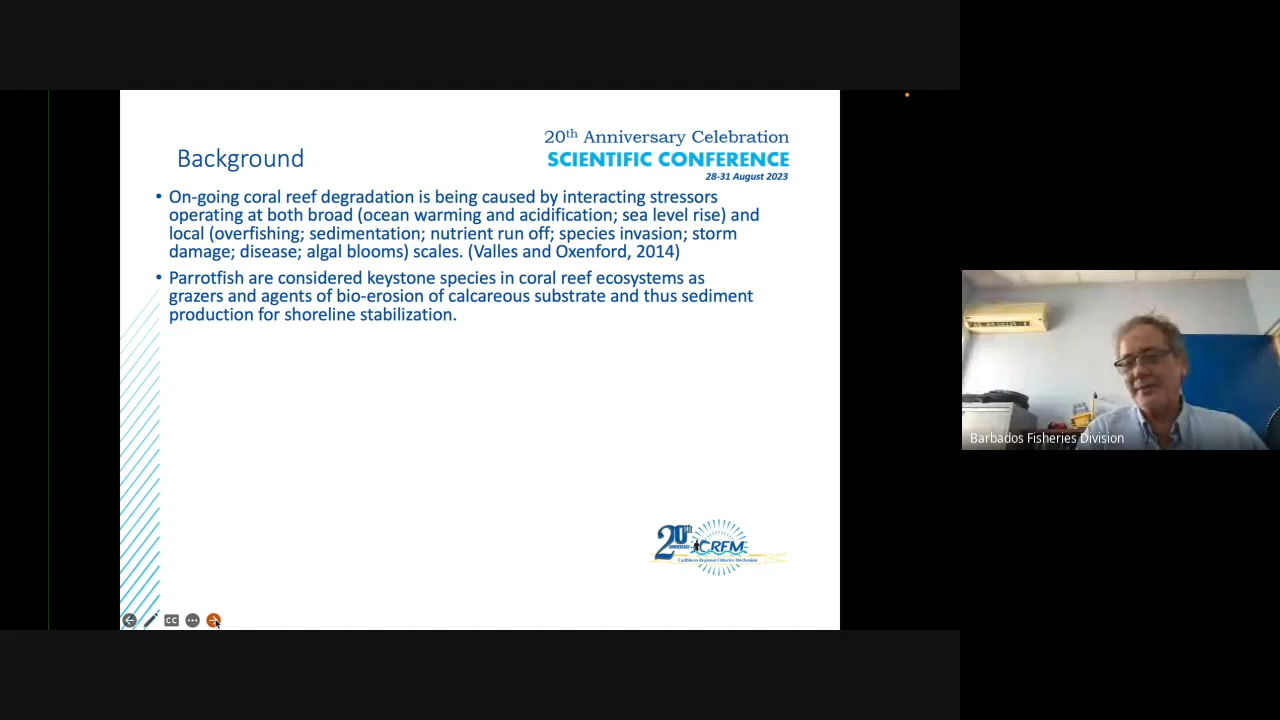 20th Anniversary Celebration
SCIENTIFIC CONFERENCE
28-31 August 2023
Background
• On-going coral reef degradation is being caused by interacting stressors
operating at both broad (ocean warming and acidification; sea level rise) and
local (overfishing; sedimentation; nutrient run off; species invasion; storm
damage; disease; algal blooms) scales. (Valles and Oxenford, 2014)
• Parrotfish are considered keystone species in coral reef ecosystems as
grazers and agents of bio-erosion of calcareous substrate and thus sediment
production for shoreline stabilization.
Barbados Fisheries Division
20th
ANNIVERSARY
CRFM
Caribbean Regional Fisheries Mechanism
CC